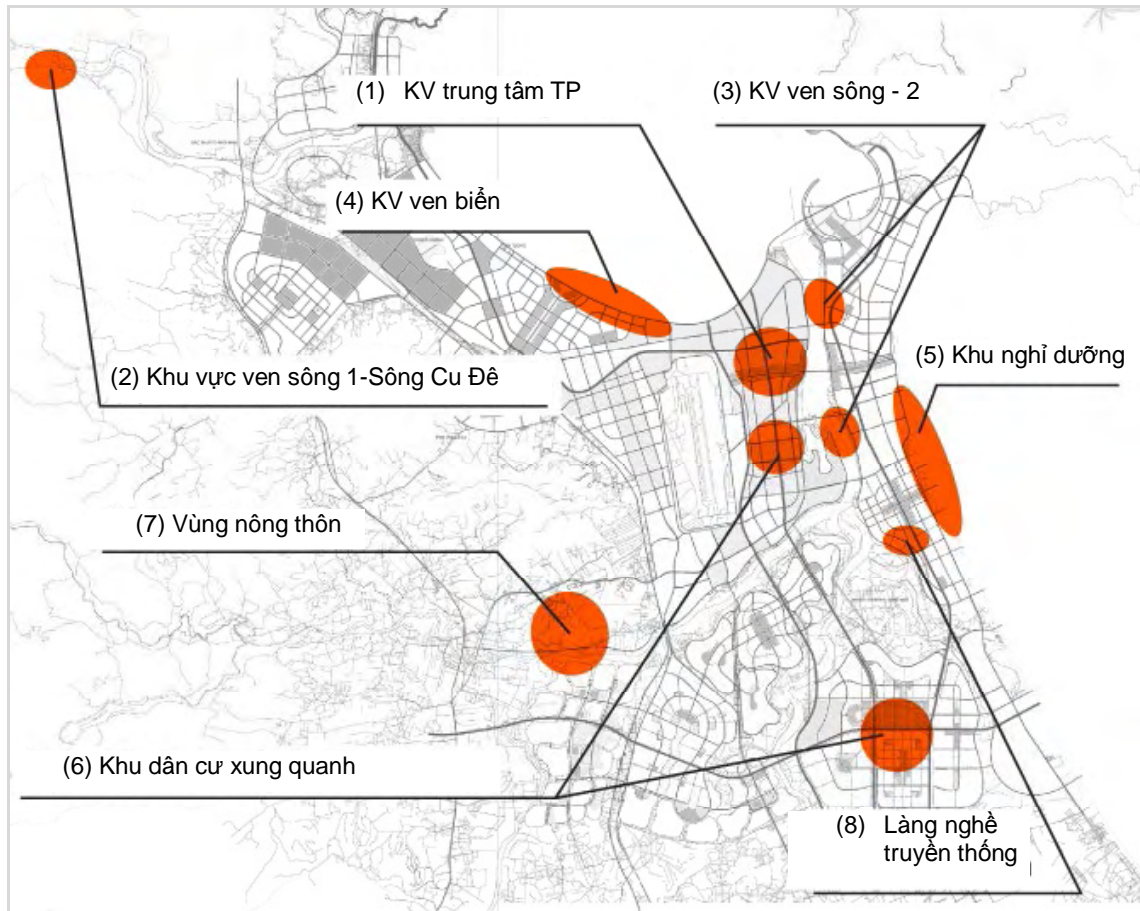 (1) KV trung tâm TP
(3) KV ven sông - 2
(4) KV ven biển
(5) Khu nghỉ dưỡng
(2) Khu vực ven sông 1-Sông Cu Đê
(7) Vùng nông thôn
(6) Khu dân cư xung quanh
(8) Làng nghề
truyền thống